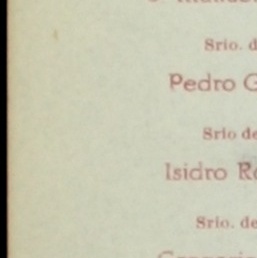 Srio. d
Pedro G
Srio de
Isidro R
Srio. de